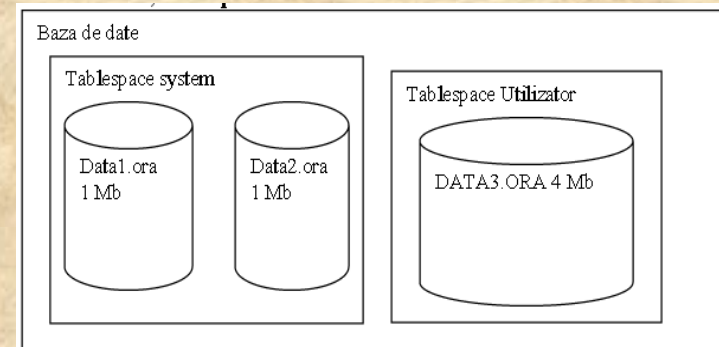 Baza de date
Tablespace system
Data1.ora
1 Mb
Data2.ora
1 Mb
Tablespace Utilizator
DATA3.ORA 4 Mb